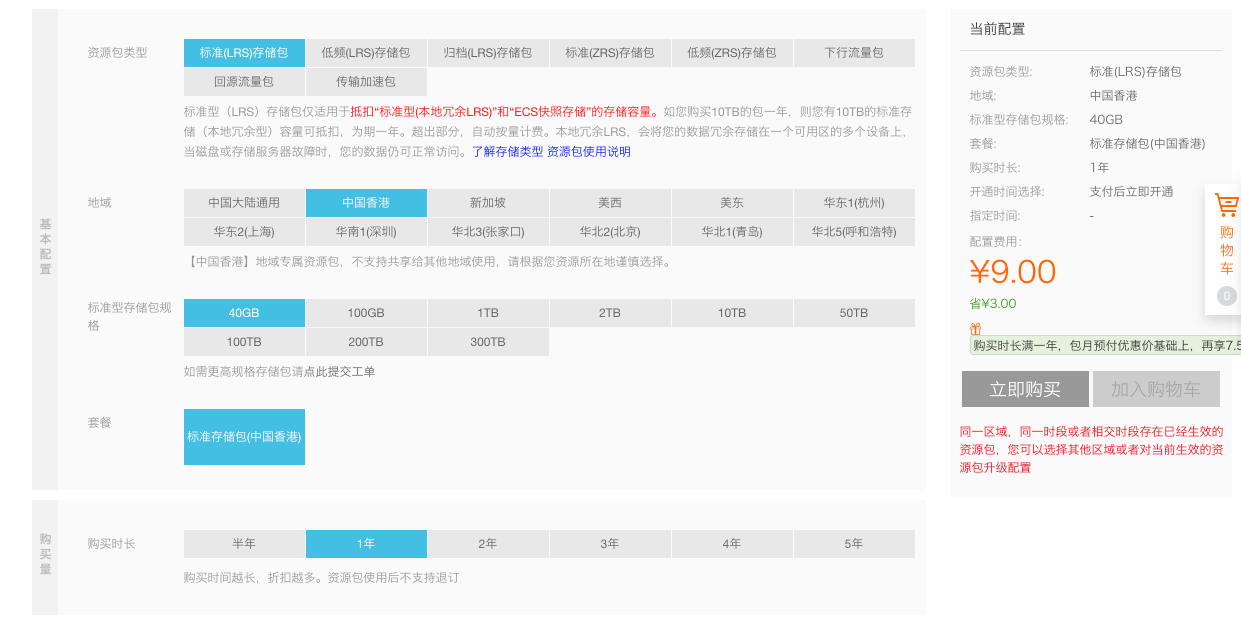 基本配置
资源包类型
标准(LRS)存储包 低频(LRS)存储包 归档(LRS)存储包 标准(ZRS)存储包 低频(ZRS)存储包 下行流量包
回源流量包 传输加速包
标准型（LRS）存储包仅适用于抵扣“标准型(本地冗余LRS)”和“ECS快照存储”的存储容量。如您购买10TB的包一年，则您有10TB的标准存
储（本地冗余型）容量可抵扣，为期一年。超出部分，自动按量计费。本地冗余LRS，会将您的数据冗余存储在一个可用区的多个设备上，
当磁盘或存储服务器故障时，您的数据仍可正常访问。了解存储类型 资源包使用说明
地域
中国大陆通用 中国香港 新加坡 美西 美东 华东1(杭州)
华东2(上海) 华南1(深圳) 华北3(张家口) 华北2(北京) 华北1(青岛) 华北5(呼和浩特)
【中国香港】地域专属资源包，不支持共享给其他地域使用，请根据您资源所在地谨慎选择。
标准型存储包规
格
40GB 100GB 1TB 2TB 10TB 50TB
100TB 200TB 300TB
如需更高规格存储包请点此提交工单
套餐
标准存储包(中国香港)
购买量
购买时长
半年 1年 2年 3年 4年 5年
购买时间越长，折扣越多。资源包使用后不支持退订
当前配置
资源包类型: 标准(LRS)存储包
地域: 中国香港
标准型存储包规格: 40GB
套餐: 标准存储包(中国香港)
购买时长: 1年
开通时间选择: 支付后立即开通
指定时间: -
配置费用:
¥9.00
省¥3.00
购买时长满一年，包月预付优惠价基础上，再享7.5
立即购买 加入购物车
同一区域，同一时段或者相交时段存在已经生效的
资源包，您可以选择其他区域或者对当前生效的资
源包升级配置
购物车
0